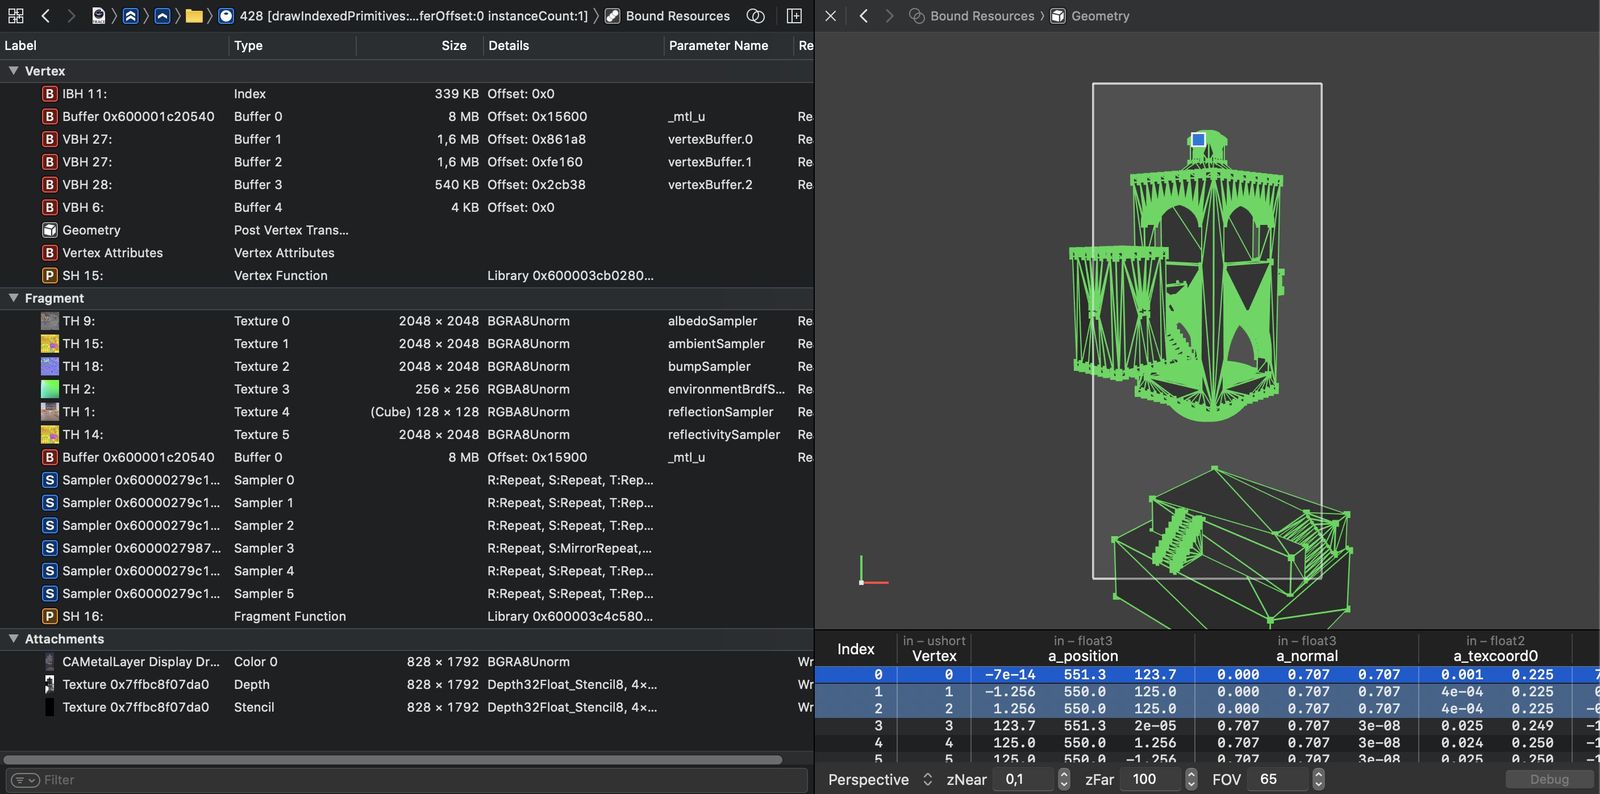 428 [drawIndexedPrimitives:...ferOffset:0 instanceCount:1] Bound Resources
Bound Resources Geometry
Label Type Size Details Parameter Name Re
Vertex
B IBH 11: Index 339 KB Offset: 0x0
B Buffer 0x600001c20540 Buffer 0 8 MB Offset: 0x15600 _mtl_u Re
B VBH 27: Buffer 1 1,6 MB Offset: 0x861a8 vertexBuffer.0 Re
B VBH 27: Buffer 2 1,6 MB Offset: 0xfe160 vertexBuffer.1 Re
B VBH 28: Buffer 3 540 KB Offset: 0x2cb38 vertexBuffer.2 Re
B VBH 6: Buffer 4 4 KB Offset: 0x0
Geometry Post Vertex Trans...
B Vertex Attributes Vertex Attributes
P SH 15: Vertex Function Library 0x600003cb0280...
Fragment
TH 9: Texture 0 2048 × 2048 BGRA8Unorm albedoSampler Re
TH 15: Texture 1 2048 × 2048 BGRA8Unorm ambientSampler Re
TH 18: Texture 2 2048 × 2048 BGRA8Unorm bumpSampler Re
TH 2: Texture 3 256 × 256 RGBA8Unorm environmentBrdfS... Re
TH 1: Texture 4 (Cube) 128 × 128 RGBA8Unorm reflectionSampler Re
TH 14: Texture 5 2048 × 2048 BGRA8Unorm reflectivitySampler Re
B Buffer 0x600001c20540 Buffer 0 8 MB Offset: 0x15900 _mtl_u Re
S Sampler 0x60000279c1... Sampler 0 R:Repeat, S:Repeat, T:Rep...
S Sampler 0x60000279c1... Sampler 1 R:Repeat, S:Repeat, T:Rep...
S Sampler 0x60000279c1... Sampler 2 R:Repeat, S:Repeat, T:Rep...
S Sampler 0x6000027987... Sampler 3 R:Repeat, S:MirrorRepeat,...
S Sampler 0x60000279c1... Sampler 4 R:Repeat, S:Repeat, T:Rep...
S Sampler 0x60000279c1... Sampler 5 R:Repeat, S:Repeat, T:Rep...
P SH 16: Fragment Function Library 0x600003c4c580...
Attachments
CAMetalLayer Display Dr... Color 0 828 × 1792 BGRA8Unorm Wr
Texture 0x7ffbc8f07da0 Depth 828 × 1792 Depth32Float_Stencil8, 4×... Wr
Texture 0x7ffbc8f07da0 Stencil 828 × 1792 Depth32Float_Stencil8, 4×... Wr
Filter
in – ushort in – float3 in – float3 in – float2
Index Vertex a_position a_normal a_texcoord0
0 0 -7e-14 551.3 123.7 0.000 0.707 0.707 0.001 0.225 7
1 1 -1.256 550.0 125.0 0.000 0.707 0.707 4e-04 0.225 0
2 2 1.256 550.0 125.0 0.000 0.707 0.707 4e-04 0.225 -0
3 3 123.7 551.3 2e-05 0.707 0.707 3e-08 0.025 0.249 -1
4 4 125.0 550.0 1.256 0.707 0.707 3e-08 0.024 0.250 -1
5 5 125.0 550.0 -1.256 0.707 0.707 3e-08 0.025 0.250 -1
Perspective zNear 0,1 zFar 100 FOV 65 Debug